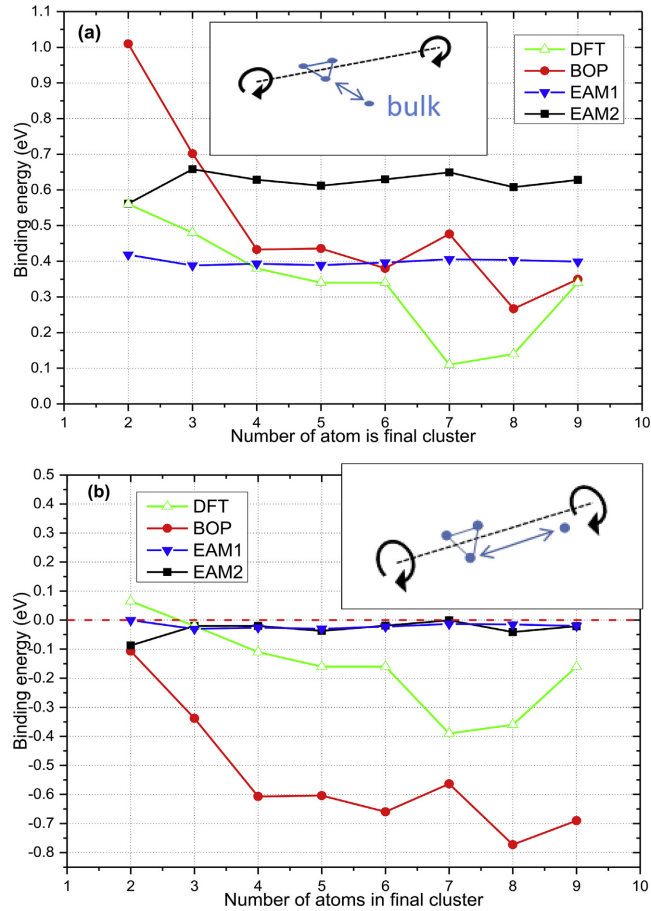 (a)
bulk
DFT
BOP
EAM1
EAM2
Binding energy (eV)
1.1
1.0
0.9
0.8
0.7
0.6
0.5
0.4
0.3
0.2
0.1
0.0
1 2 3 4 5 6 7 8 9 10
Number of atom is final cluster
(b)
DFT
BOP
EAM1
EAM2
Binding energy (eV)
0.5
0.4
0.3
0.2
0.1
0.0
-0.1
-0.2
-0.3
-0.4
-0.5
-0.6
-0.7
-0.8
1 2 3 4 5 6 7 8 9 10
Number of atoms in final cluster